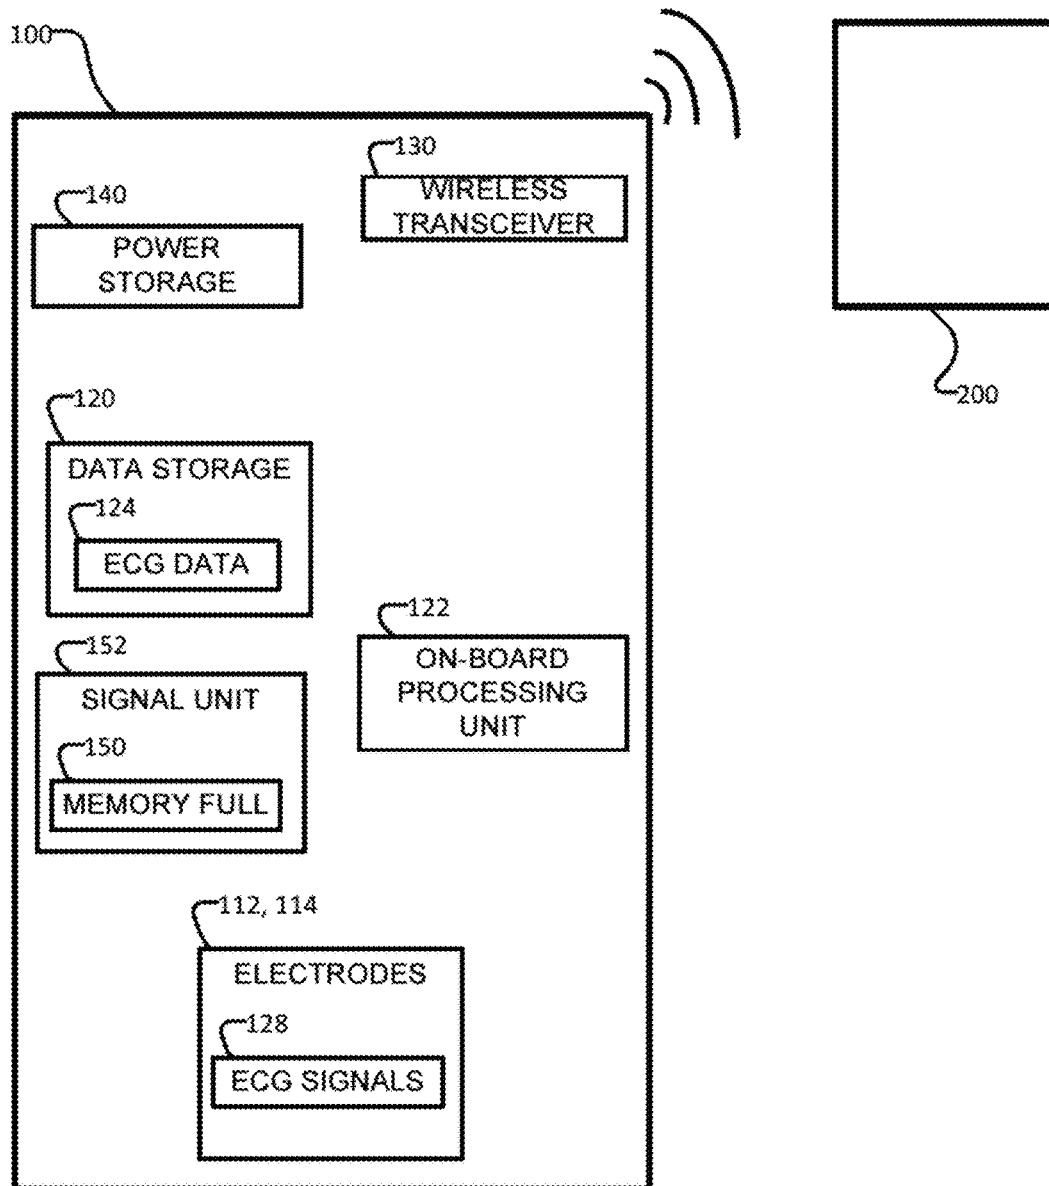 100
130
WIRELESS
TRANSCEIVER
140
POWER
STORAGE
200
120
DATA STORAGE
124
ECG DATA
122
ON-BOARD
PROCESSING
UNIT
152
SIGNAL UNIT
150
MEMORY FULL
112, 114
ELECTRODES
128
ECG SIGNALS